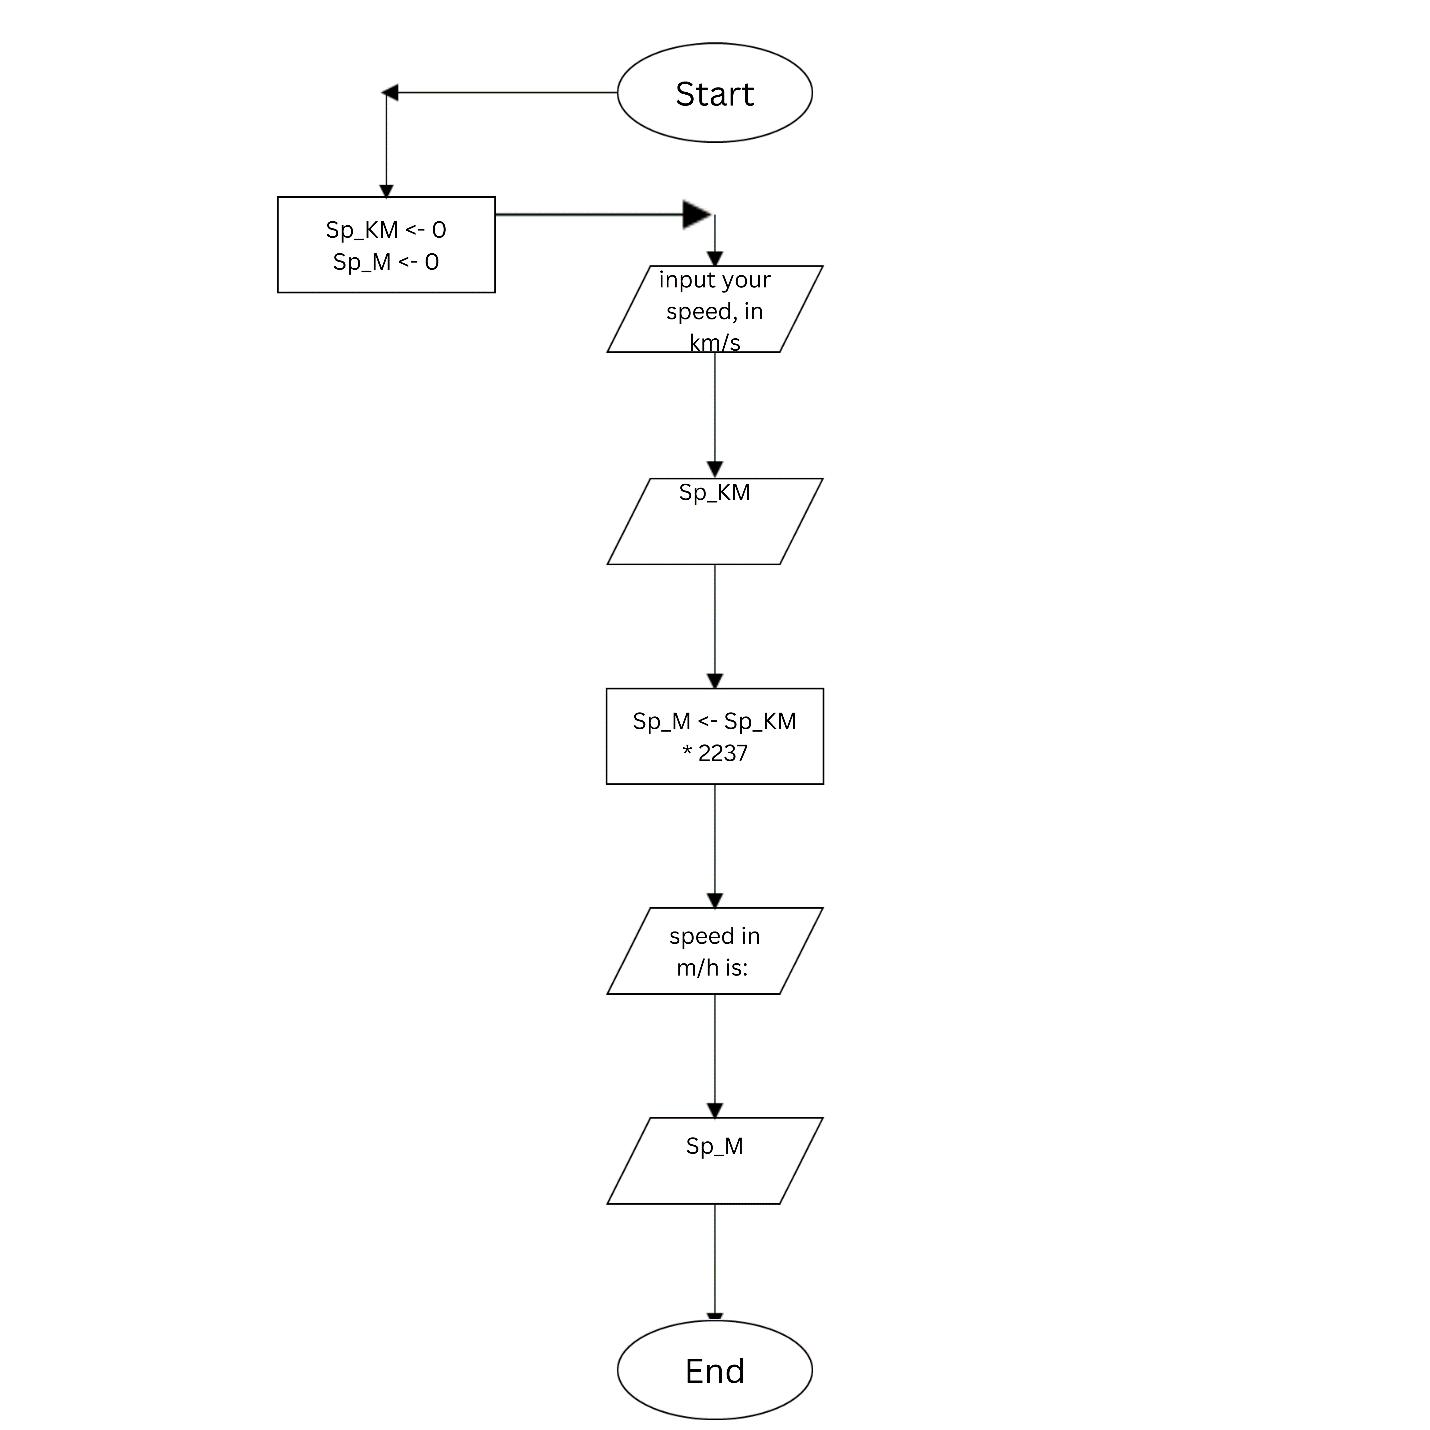 Start
Sp_KM <- 0
Sp_M <- 0
input your
speed, in
km/s
Sp_KM
Sp_M <- Sp_KM
* 2237
speed in
m/h is:
Sp_M
End